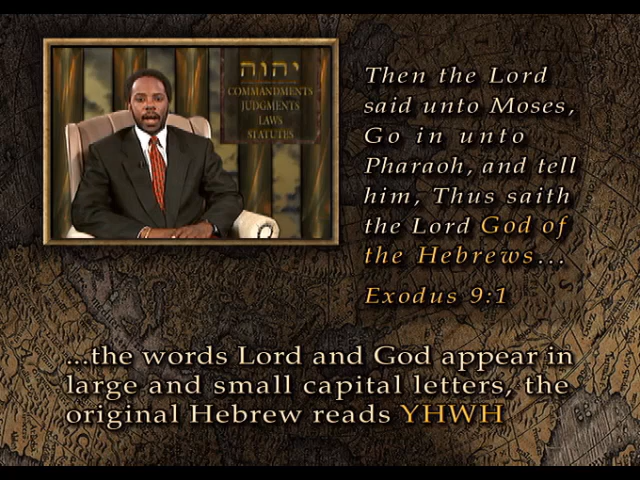 יהוה
COMMANDMENTS
JUDGMENTS
LAWS
STATUTES
Then the Lord
said unto Moses,
Go in unto
Pharaoh, and tell
him, Thus saith
the Lord God of
the Hebrews...
Exodus 9:1
...the words Lord and God appear in
large and small capital letters, the
original Hebrew reads YHWH